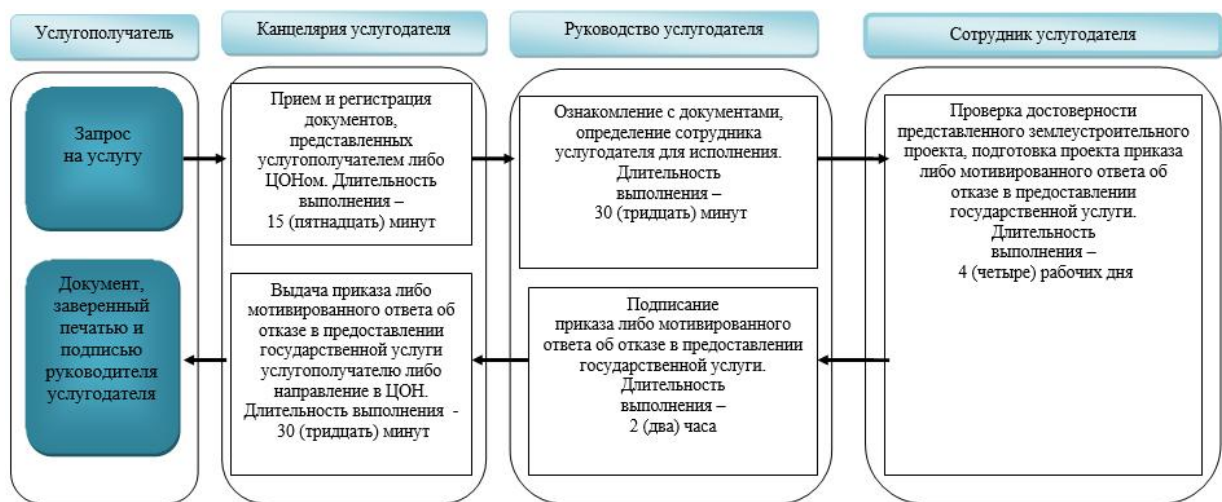 Услугополучатель
Канцелярия услугодателя
Руководство услугодателя
Сотрудник услугодателя
Запрос
на услугу
Прием и регистрация
документов,
представленных
услугополучателем либо
ЦОНом. Длительность
выполнения –
15 (пятнадцать) минут
Ознакомление с документами,
определение сотрудника
услугодателя для исполнения.
Длительность
выполнения –
30 (тридцать) минут
Проверка достоверности
представленного землеустроительного
проекта, подготовка проекта приказа
либо мотивированного ответа об
отказе в предоставлении
государственной услуги.
Длительность
выполнения –
4 (четыре) рабочих дня
Подписание
приказа либо мотивированного
ответа об отказе в предоставлении
государственной услуги.
Длительность
выполнения –
2 (два) часа
Выдача приказа либо
мотивированного ответа об
отказе в предоставлении
государственной услуги
услугополучателю либо
направление в ЦОН.
Длительность выполнения -
30 (тридцать) минут
Документ,
заверенный
печатью и
подписью
руководителя
услугодателя